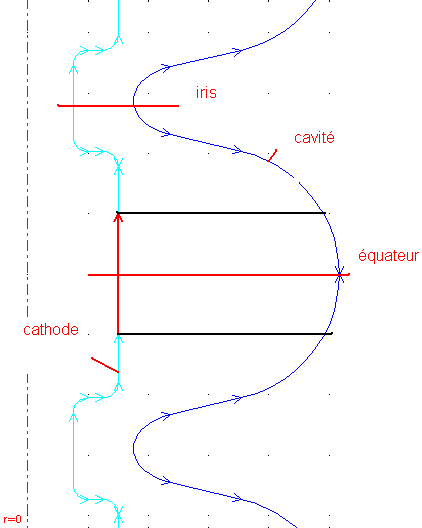 iris
cavité
équateur
cathode
r=0